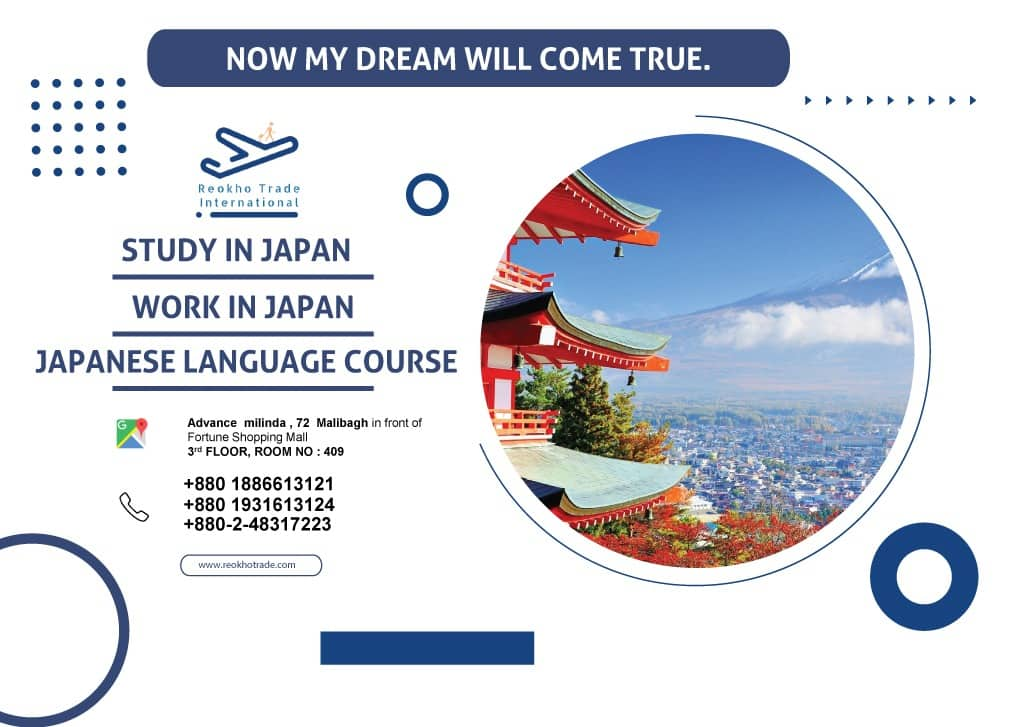 NOW MY DREAM WILL COME TRUE.
Reokho Trade
International
STUDY IN JAPAN
WORK IN JAPAN
JAPANESE LANGUAGE COURSE
G
Advance milinda , 72 Malibagh in front of
Fortune Shopping Mall
3rd FLOOR, ROOM NO : 409
+880 1886613121
+880 1931613124
+880-2-48317223
www.reokhotrade.com